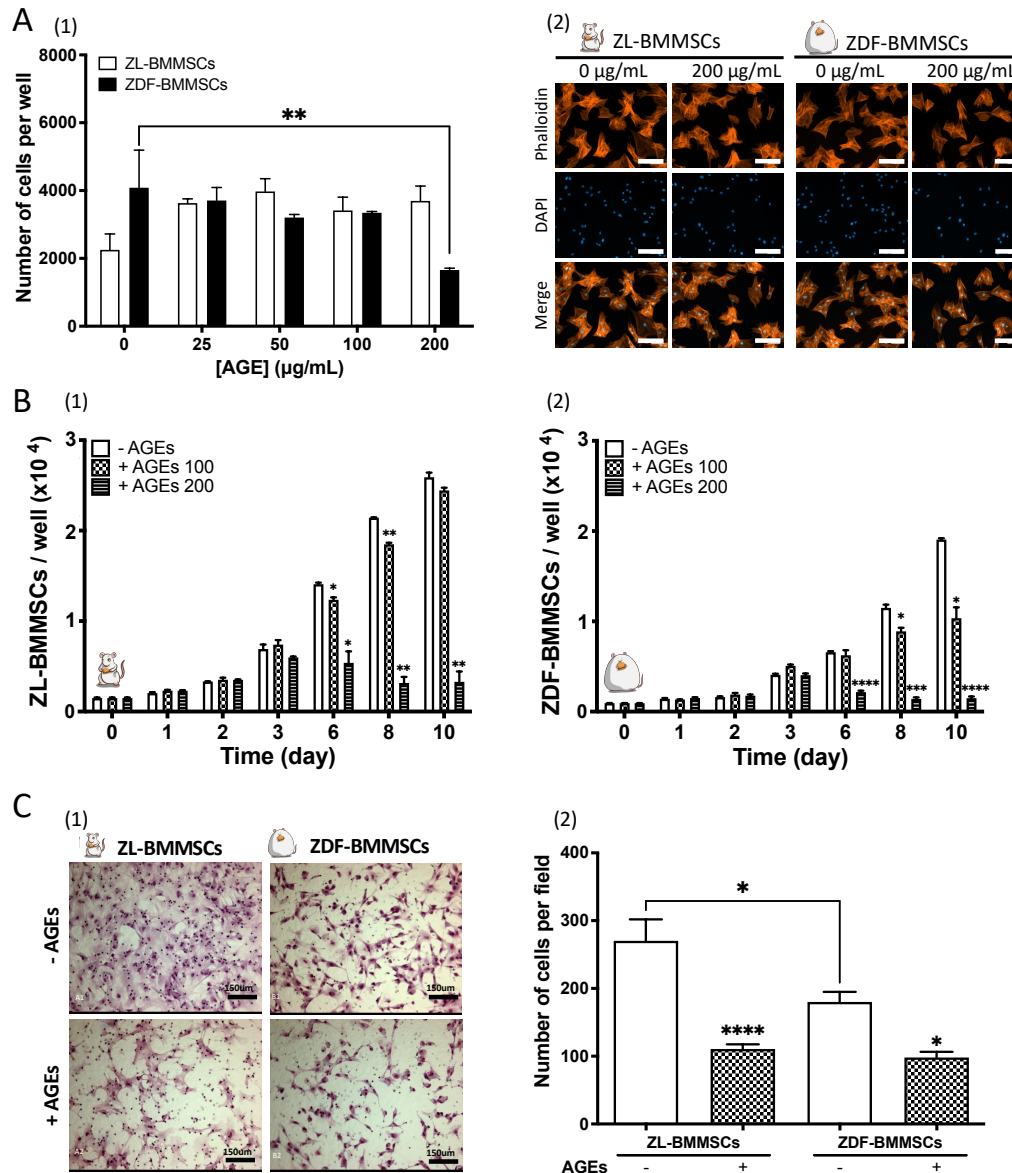 A
(1)
8000
6000
4000
2000
0
Number of cells per well
ZL-BMMSCs
ZDF-BMMSCs
**
0 25 50 100 200
[AGE] (µg/mL)
(2)
ZL-BMMSCs
ZDF-BMMSCs
0 µg/mL
200 µg/mL
0 µg/mL
200 µg/mL
Phalloidin
DAPI
Merge
B
(1)
3
2
1
0
ZL-BMMSCs / well (x10 4)
- AGEs
+ AGEs 100
+ AGEs 200
*
*
**
**
**
0 1 2 3 6 8 10
Time (day)
(2)
3
2
1
0
ZDF-BMMSCs / well (x10 4)
- AGEs
+ AGEs 100
+ AGEs 200
****
*
***
*
****
0 1 2 3 6 8 10
Time (day)
C
(1)
ZL-BMMSCs
ZDF-BMMSCs
- AGEs
+ AGEs
150um
A1
150um
150um
A2
150um
B2
(2)
400
300
200
100
0
Number of cells per field
*
****
*
ZL-BMMSCs
ZDF-BMMSCs
AGEs - + - +